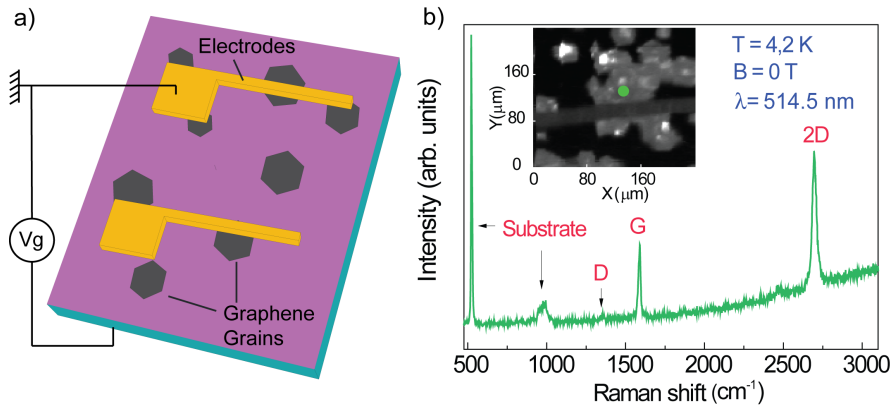 a)
Electrodes
Vg
Graphene
Grains
b)
T = 4,2 K
B = 0 T
λ= 514.5 nm
Intensity (arb. units)
Y(μm)
160
80
0
0
80
160
X(μm)
Substrate
D
G
2D
500 1000 1500 2000 2500 3000
Raman shift (cm⁻¹)